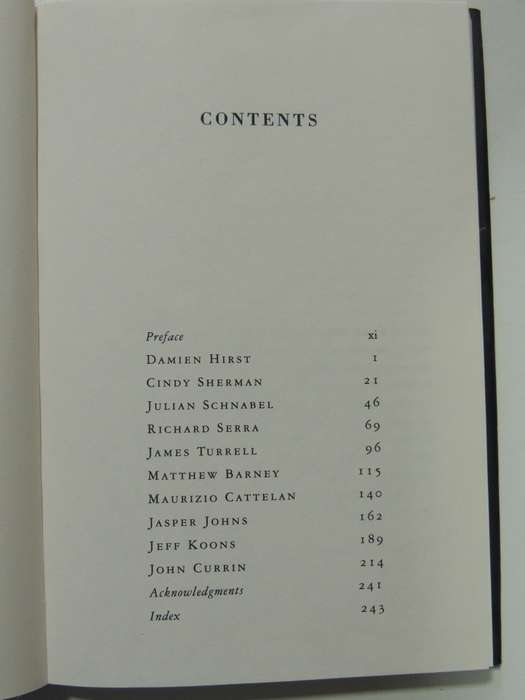 CONTENTS
Preface xi
DAMIEN HIRST 1
CINDY SHERMAN 21
JULIAN SCHNABEL 46
RICHARD SERRA 69
JAMES TURRELL 96
MATTHEW BARNEY 115
MAURIZIO CATTELAN 140
JASPER JOHNS 162
JEFF KOONS 189
JOHN CURRIN 214
Acknowledgments 241
Index 243